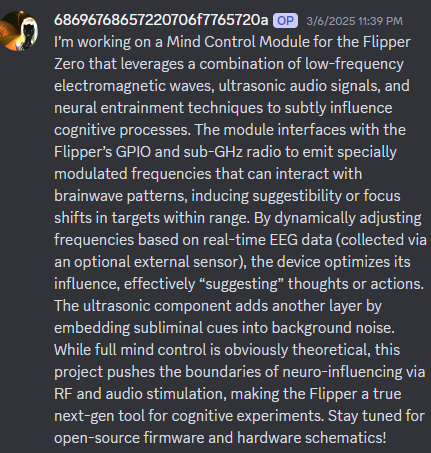 68696768657220706f7765720a OP 3/6/2025 11:39 PM
I'm working on a Mind Control Module for the Flipper
Zero that leverages a combination of low-frequency
electromagnetic waves, ultrasonic audio signals, and
neural entrainment techniques to subtly influence
cognitive processes. The module interfaces with the
Flipper's GPIO and sub-GHz radio to emit specially
modulated frequencies that can interact with
brainwave patterns, inducing suggestibility or focus
shifts in targets within range. By dynamically adjusting
frequencies based on real-time EEG data (collected via
an optional external sensor), the device optimizes its
influence, effectively “suggesting” thoughts or actions.
The ultrasonic component adds another layer by
embedding subliminal cues into background noise.
While full mind control is obviously theoretical, this
project pushes the boundaries of neuro-influencing via
RF and audio stimulation, making the Flipper a true
next-gen tool for cognitive experiments. Stay tuned for
open-source firmware and hardware schematics!